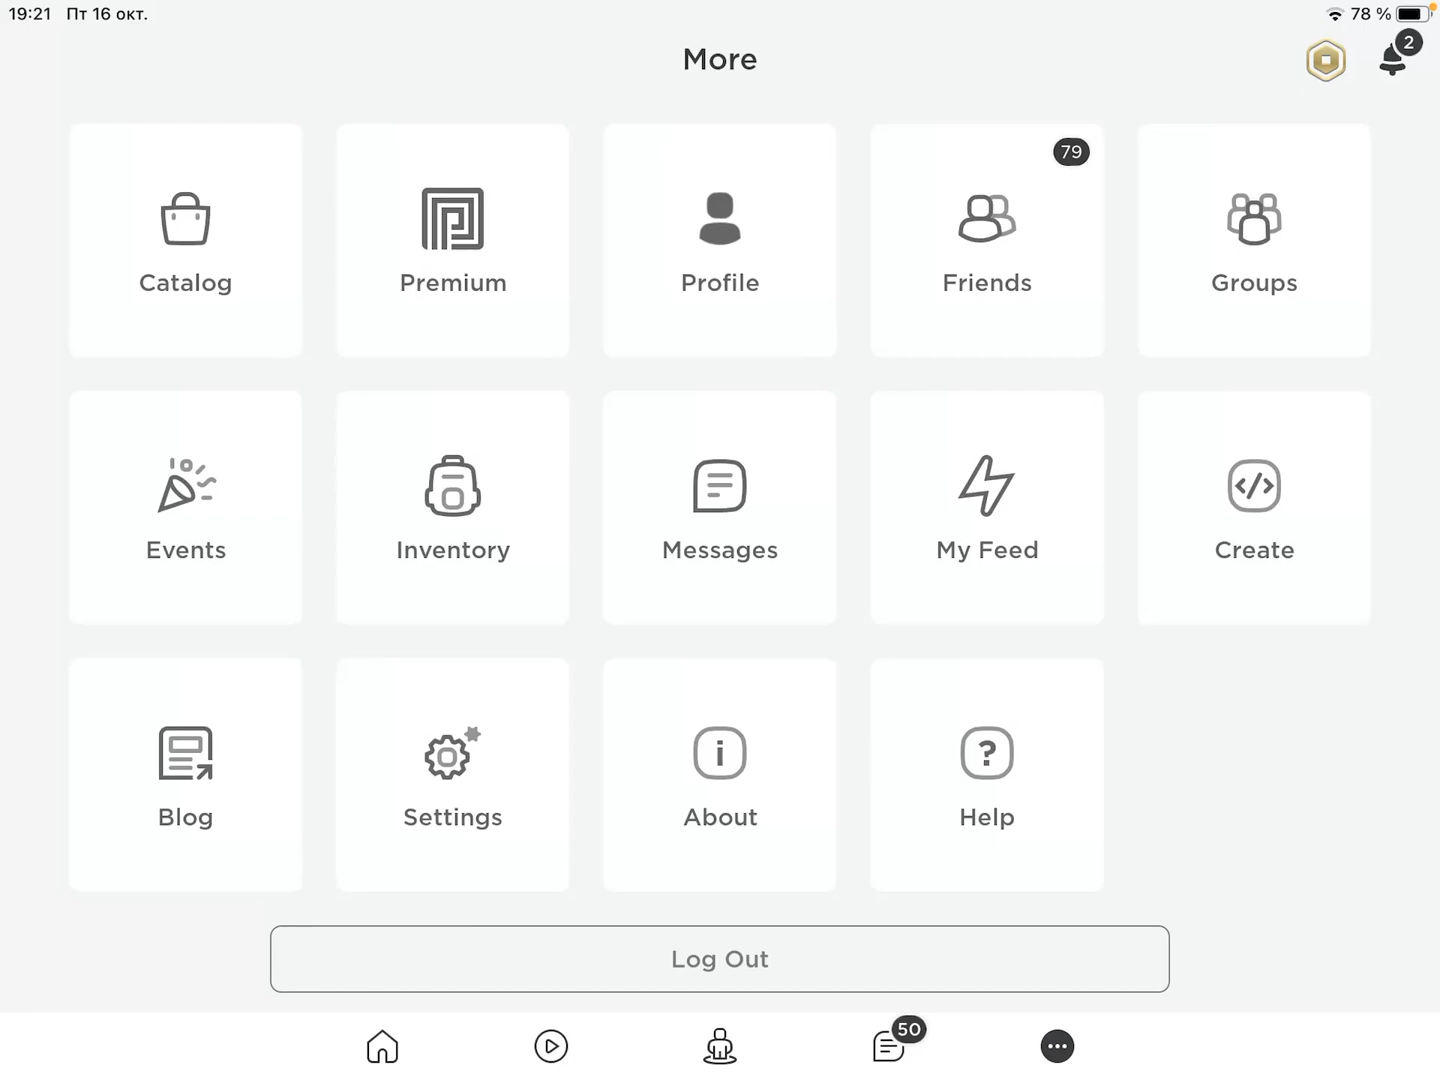 19:21 Пт 16 окт.
78 %
More
2
79
Catalog
Premium
Profile
Friends
Groups
Events
Inventory
Messages
My Feed
Create
Blog
Settings
About
Help
Log Out
50